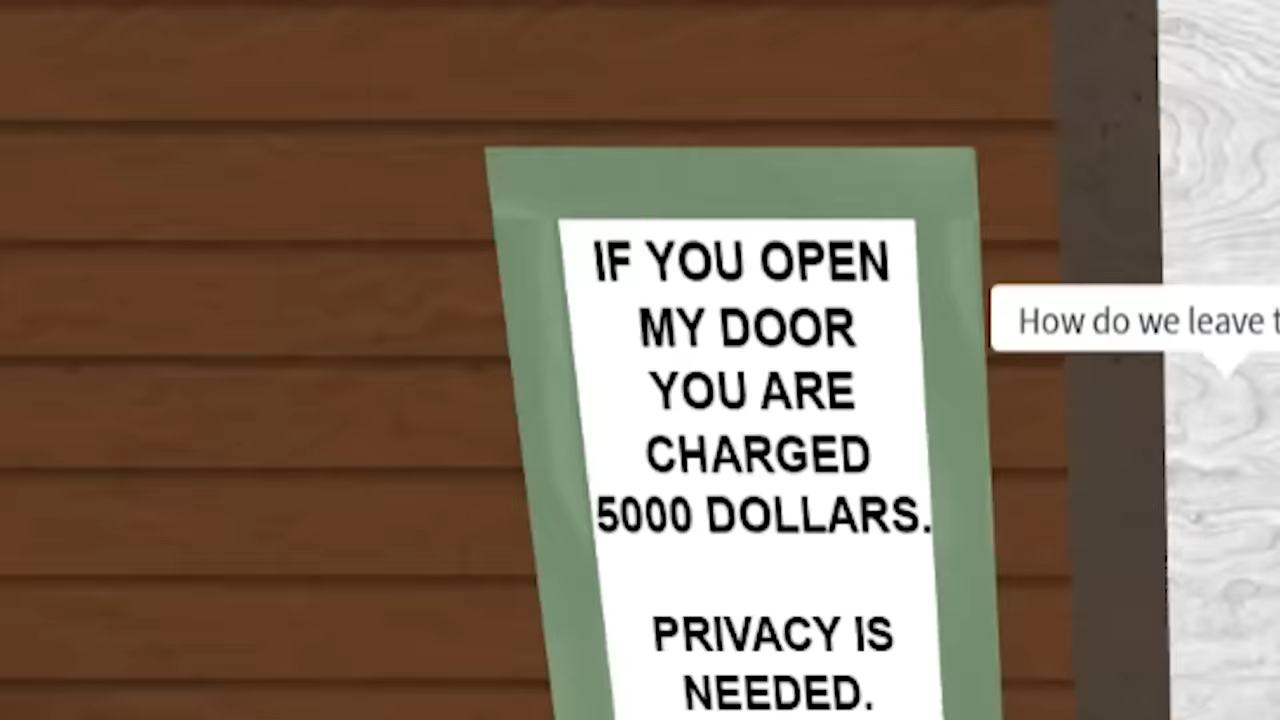 IF YOU OPEN
MY DOOR
YOU ARE
CHARGED
5000 DOLLARS.
PRIVACY IS
NEEDED.
How do we leave